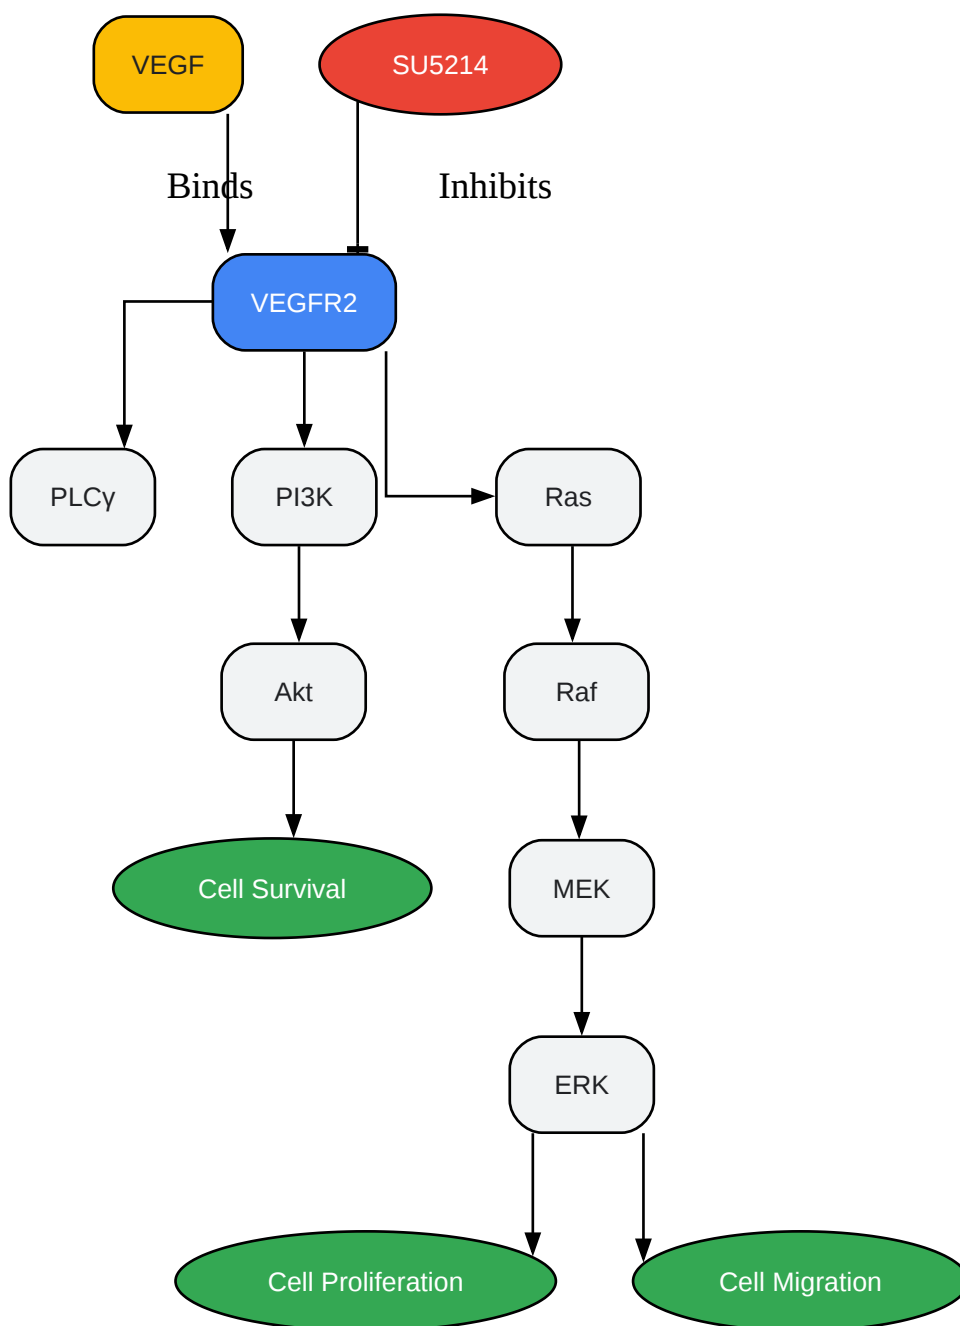 VEGF
SU5214
Binds
Inhibits
VEGFR2
PLCγ
PI3K
Ras
Akt
Raf
Cell Survival
MEK
ERK
Cell Proliferation
Cell Migration